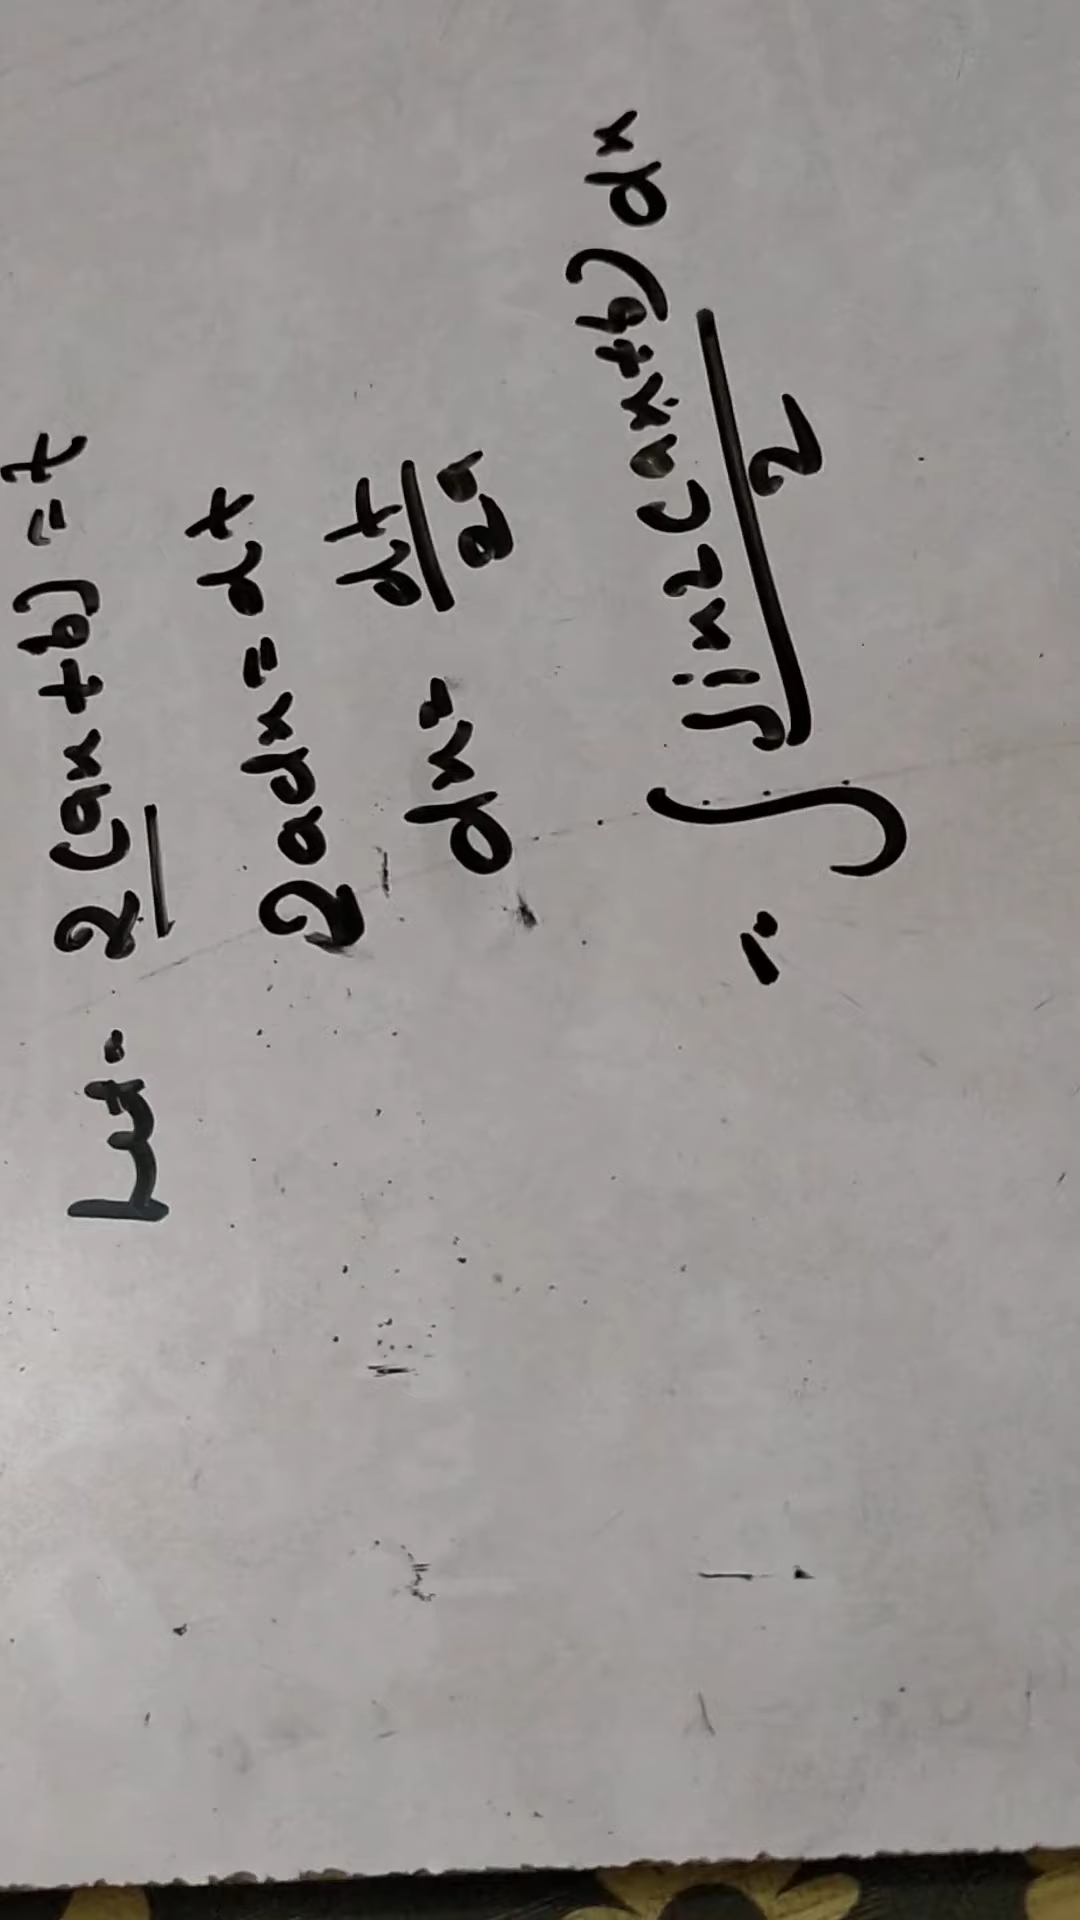 Let. 2(ax+b) = t
2adx = dt
dx = dt/2a
= ∫ sin2(ax+b)/2 dx